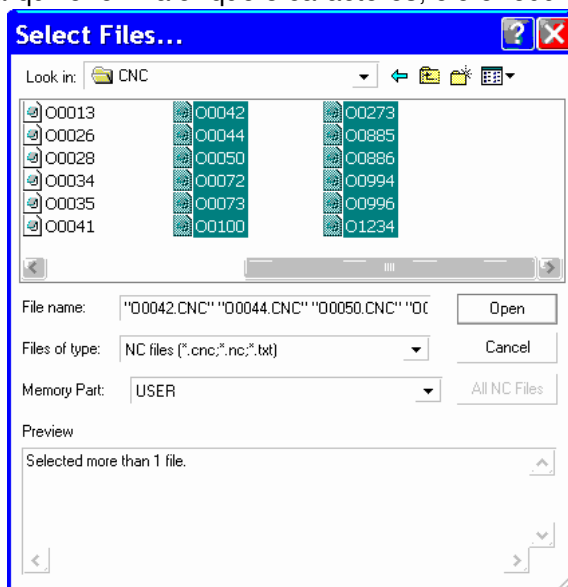 Select Files...
Look in: CNC
O0013 O0042 O0273
O0026 O0044 O0885
O0028 O0050 O0886
O0034 O0072 O0994
O0035 O0073 O0996
O0041 O0100 O1234
File name: "O0042.CNC" "O0044.CNC" "O0050.CNC" "O( Open
Files of type: NC files (*.cnc;*.nc;*.txt) Cancel
Memory Part: USER All NC Files
Preview
Selected more than 1 file.